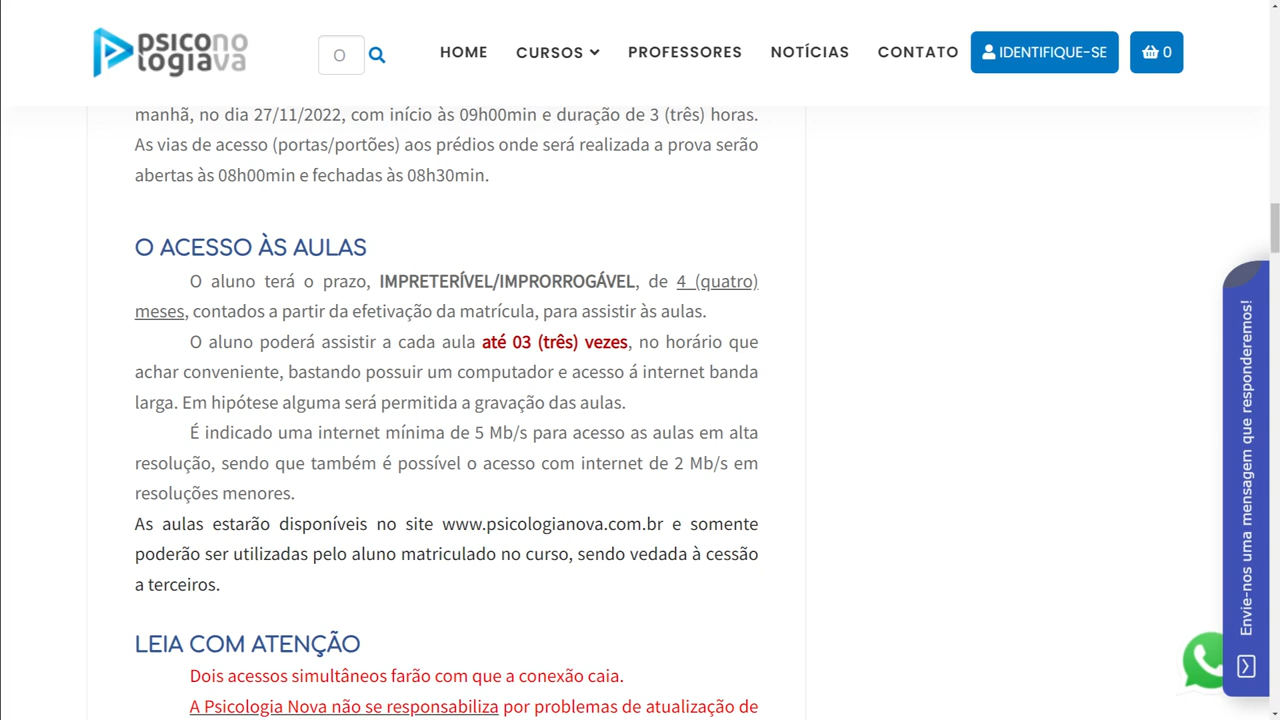 psicono
logiava
O
HOME
CURSOS
PROFESSORES
NOTÍCIAS
CONTATO
IDENTIFIQUE-SE
0
manhã, no dia 27/11/2022, com início às 09h00min e duração de 3 (três) horas.
As vias de acesso (portas/portões) aos prédios onde será realizada a prova serão
abertas às 08h00min e fechadas às 08h30min.
O ACESSO ÀS AULAS
O aluno terá o prazo, IMPRETERÍVEL/IMPRORROGÁVEL, de 4 (quatro)
meses, contados a partir da efetivação da matrícula, para assistir às aulas.
O aluno poderá assistir a cada aula até 03 (três) vezes, no horário que
achar conveniente, bastando possuir um computador e acesso á internet banda
larga. Em hipótese alguma será permitida a gravação das aulas.
É indicado uma internet mínima de 5 Mb/s para acesso as aulas em alta
resolução, sendo que também é possível o acesso com internet de 2 Mb/s em
resoluções menores.
As aulas estarão disponíveis no site www.psicologianova.com.br e somente
poderão ser utilizadas pelo aluno matriculado no curso, sendo vedada à cessão
a terceiros.
LEIA COM ATENÇÃO
Dois acessos simultâneos farão com que a conexão caia.
A Psicologia Nova não se responsabiliza por problemas de atualização de
Envie-nos uma mensagem que responderemos!